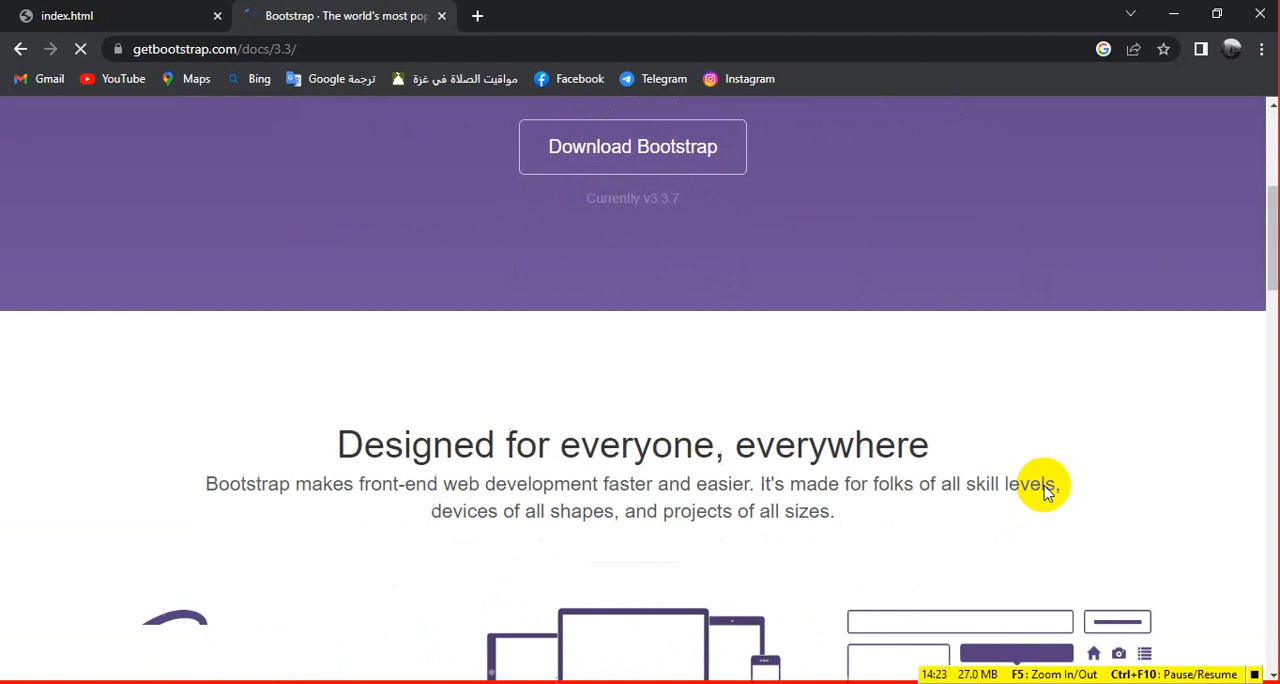 index.html
Bootstrap · The world's most pop
getbootstrap.com/docs/3.3/
Gmail
YouTube
Maps
Bing
ترجمة Google
مواقيت الصلاة في غزة
Facebook
Telegram
Instagram
Download Bootstrap
Currently v3.3.7
Designed for everyone, everywhere
Bootstrap makes front-end web development faster and easier. It's made for folks of all skill levels,
devices of all shapes, and projects of all sizes.
14:23 27.0 MB F5: Zoom In/Out Ctrl+F10: Pause/Resume